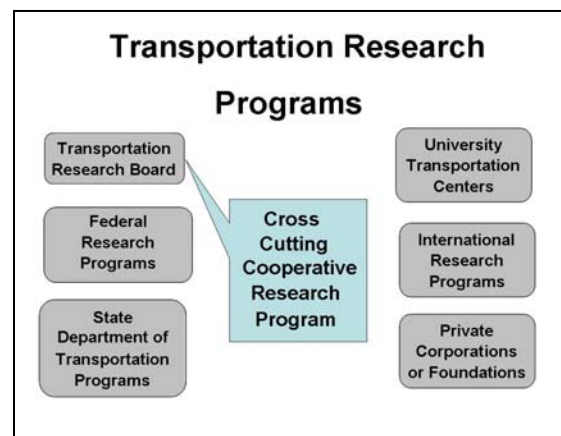 Transportation Research
Programs
Transportation
Research Board
Federal
Research
Programs
State
Department of
Transportation
Programs
Cross
Cutting
Cooperative
Research
Program
University
Transportation
Centers
International
Research
Programs
Private
Corporations
or Foundations